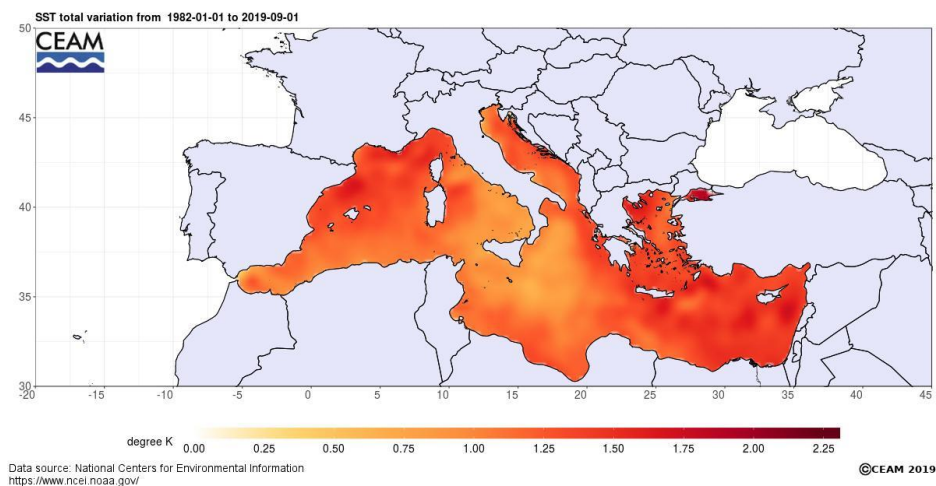 SST total variation from 1982-01-01 to 2019-09-01
CEAM
50
45
40
35
30
-20 -15 -10 -5 0 5 10 15 20 25 30 35 40 45
degree K 0.00 0.25 0.50 0.75 1.00 1.25 1.50 1.75 2.00 2.25
Data source: National Centers for Environmental Information
https://www.ncei.noaa.gov/
©CEAM 2019